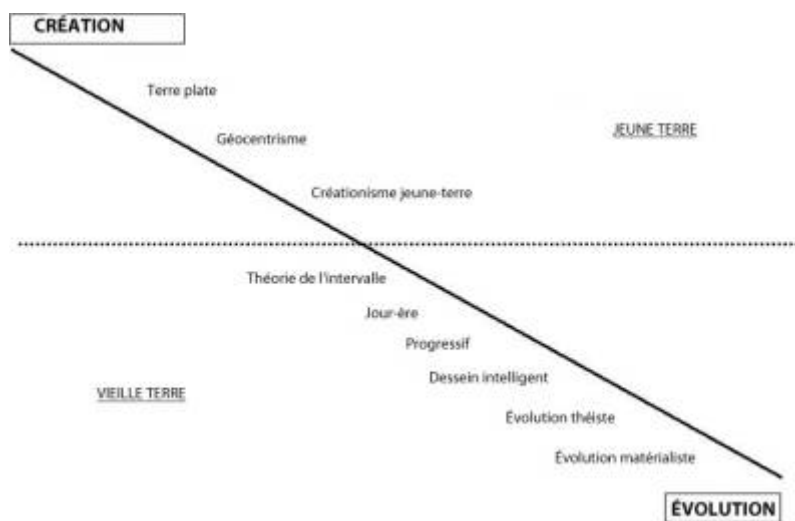 CRÉATION
Terre plate
JEUNE TERRE
Géocentrisme
Créationisme jeune-terre
Théorie de l'intervalle
Jour-ère
Progressif
Dessein intelligent
VIEILLE TERRE
Évolution théiste
Évolution matérialiste
ÉVOLUTION